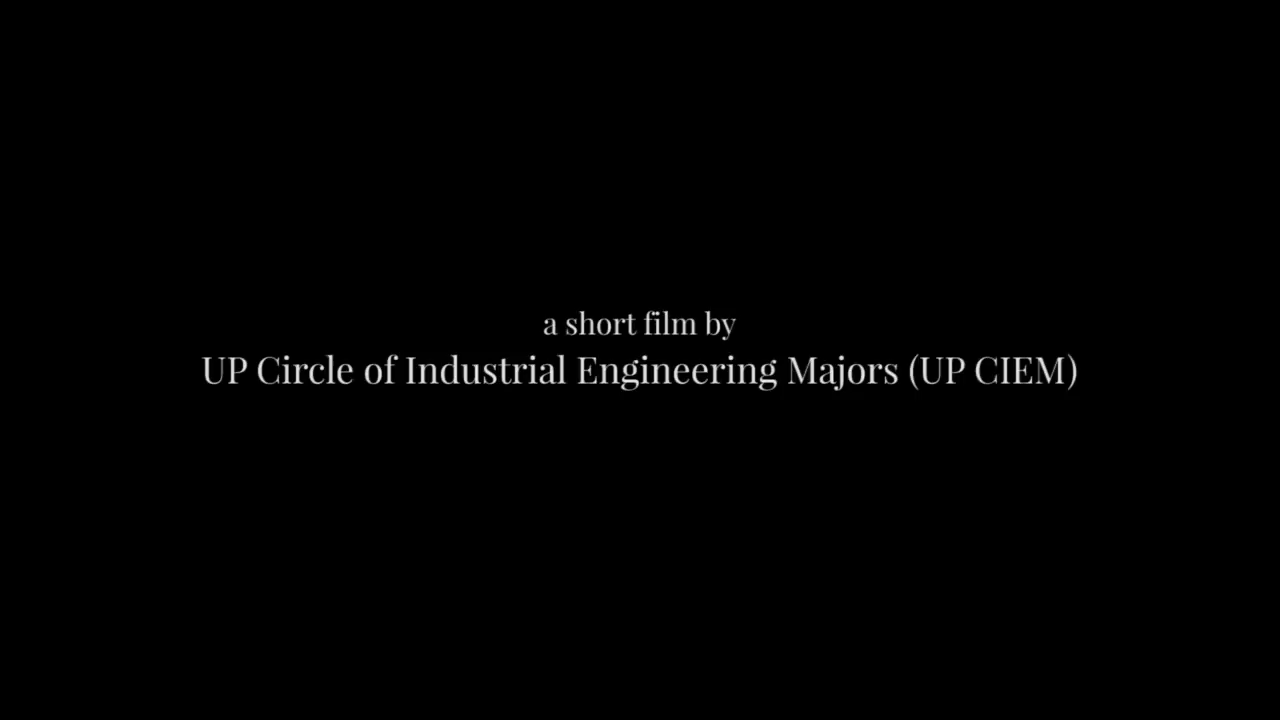 a short film by
UP Circle of Industrial Engineering Majors (UP CIEM)